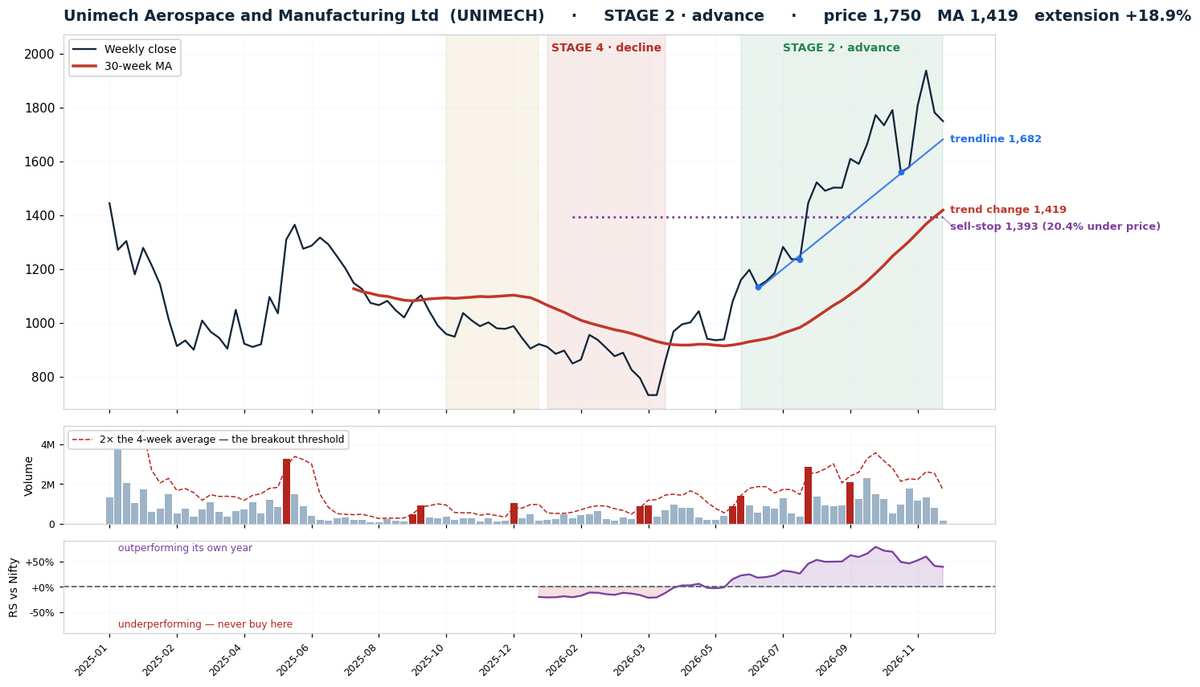 Unimech Aerospace and Manufacturing Ltd (UNIMECH) · STAGE 2 · advance · price 1,750 MA 1,419 extension +18.9%
Weekly close
30-week MA
STAGE 4 · decline
STAGE 2 · advance
2000
1800
1600
1400
1200
1000
800
trendline 1,682
trend change 1,419
sell-stop 1,393 (20.4% under price)
Volume
4M
2M
0
2× the 4-week average — the breakout threshold
RS vs Nifty
+50%
+0%
-50%
outperforming its own year
underperforming — never buy here
2025-01
2025-02
2025-04
2025-06
2025-08
2025-10
2025-12
2026-02
2026-03
2026-05
2026-07
2026-09
2026-11